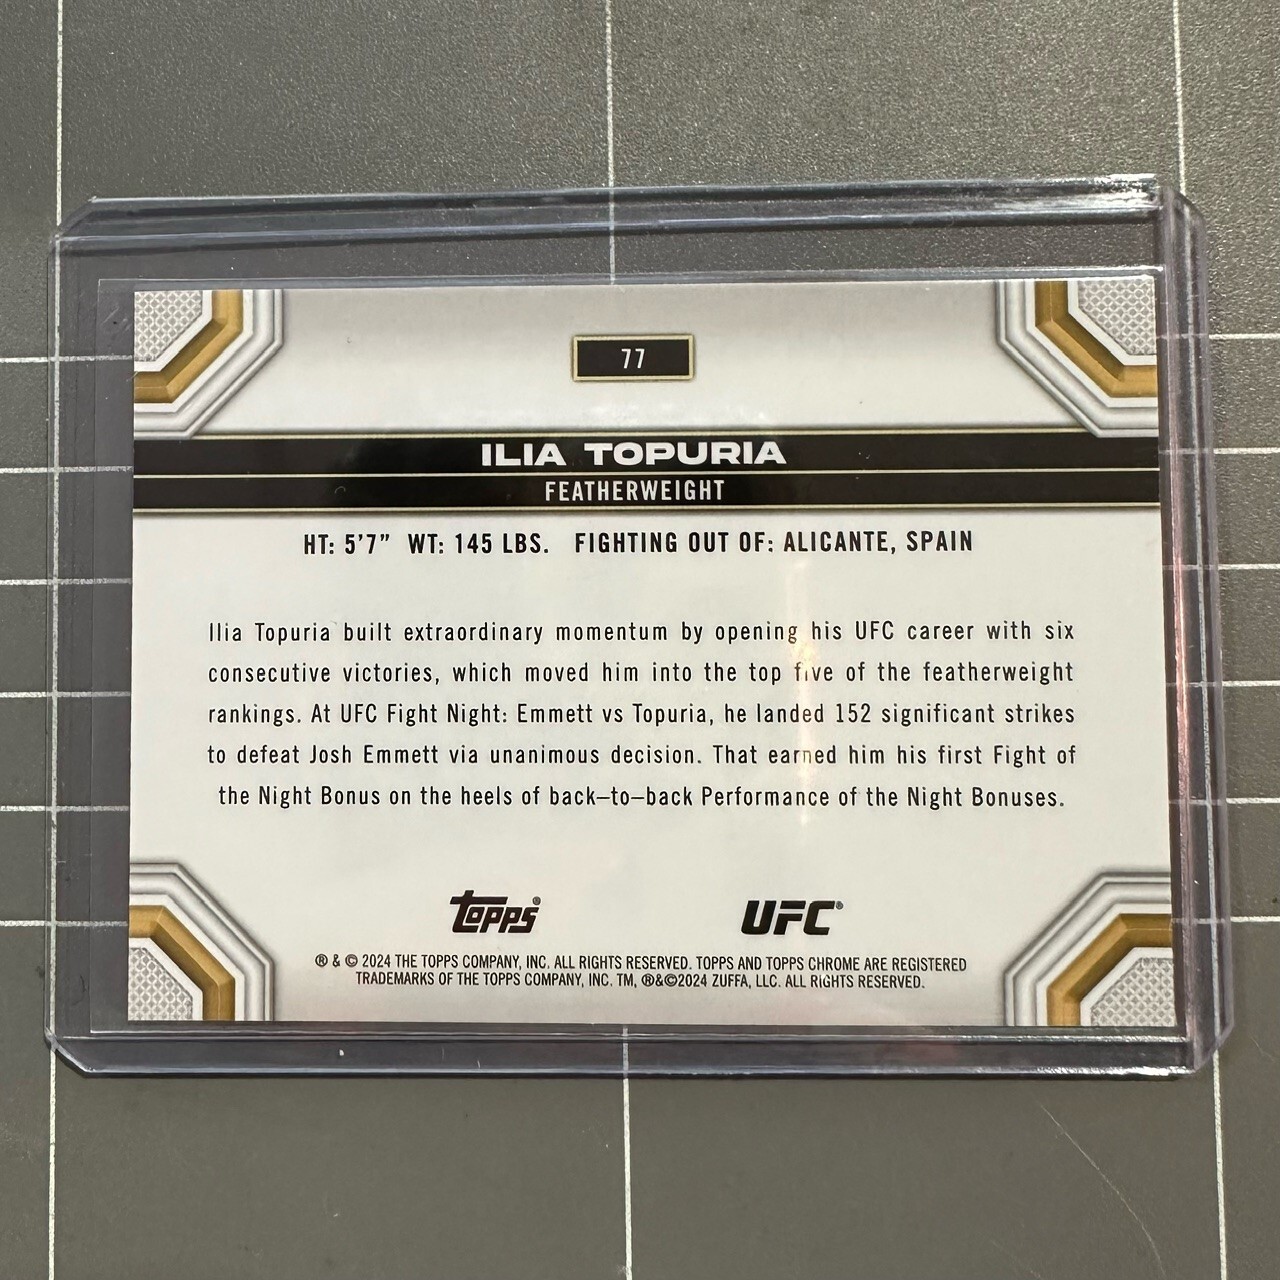 77
ILIA TOPURIA
FEATHERWEIGHT
HT: 5'7" WT: 145 LBS. FIGHTING OUT OF: ALICANTE, SPAIN
Ilia Topuria built extraordinary momentum by opening his UFC career with six
consecutive victories, which moved him into the top five of the featherweight
rankings. At UFC Fight Night: Emmett vs Topuria, he landed 152 significant strikes
to defeat Josh Emmett via unanimous decision. That earned him his first Fight of
the Night Bonus on the heels of back–to–back Performance of the Night Bonuses.
topps® UFC®
® & © 2024 THE TOPPS COMPANY, INC. ALL RIGHTS RESERVED. TOPPS AND TOPPS CHROME ARE REGISTERED
TRADEMARKS OF THE TOPPS COMPANY, INC. TM, ®&©2024 ZUFFA, LLC. ALL RIGHTS RESERVED.